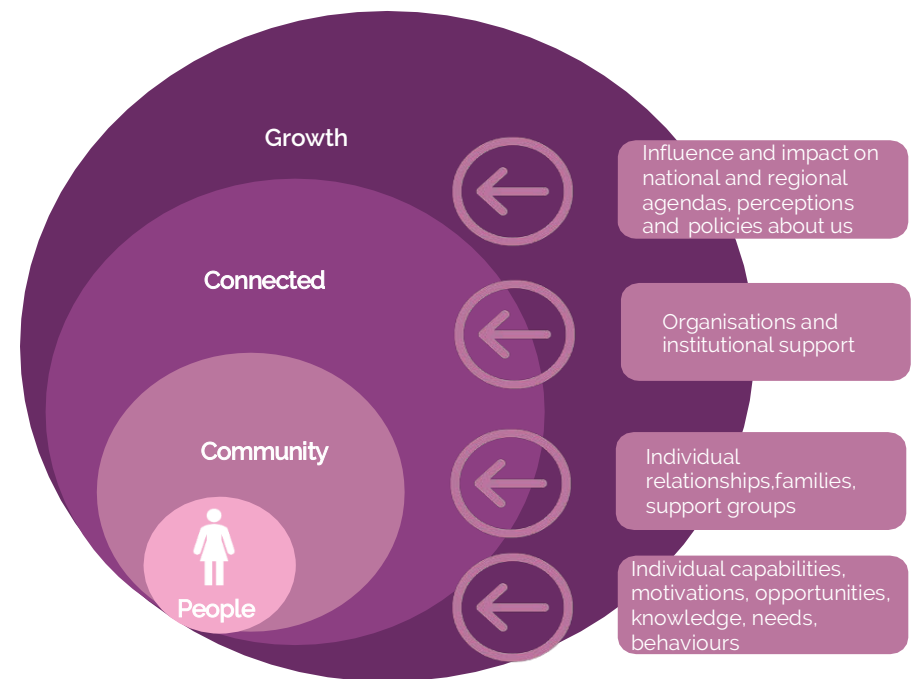 Growth
Influence and impact on
national and regional
agendas, perceptions
and policies about us
Connected
Organisations and
institutional support
Community
Individual
relationships,families,
support groups
People
Individual capabilities,
motivations, opportunities,
knowledge, needs,
behaviours